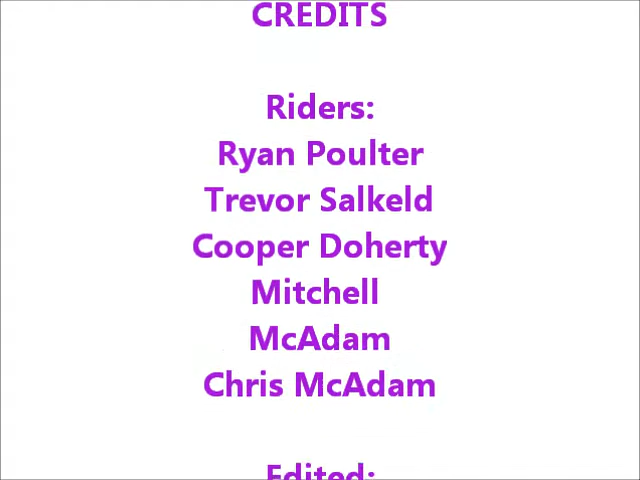 CREDITS
Riders:
Ryan Poulter
Trevor Salkeld
Cooper Doherty
Mitchell
McAdam
Chris McAdam
Edited: